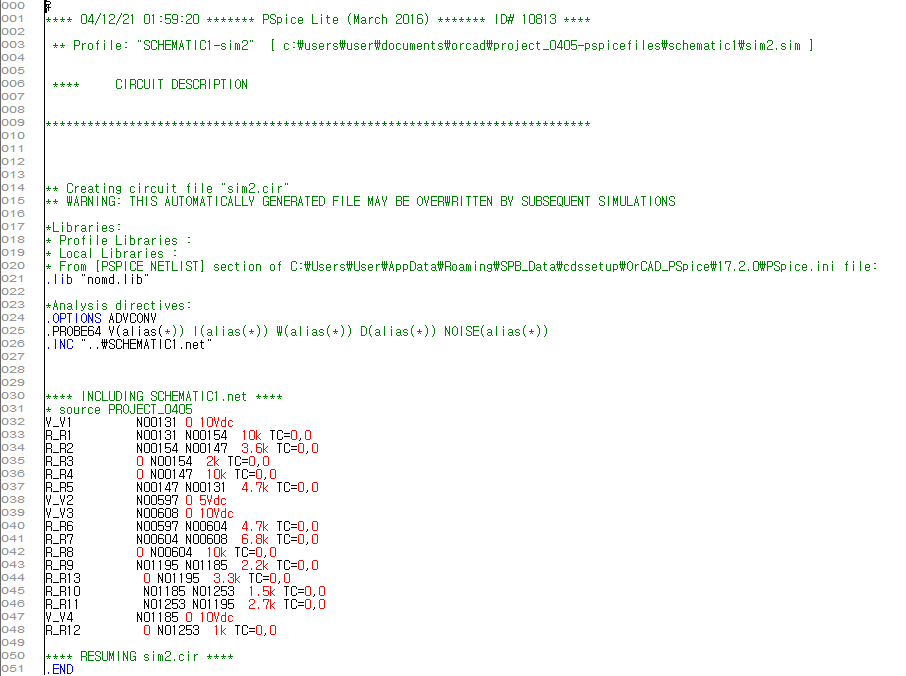 000 
001 **** 04/12/21 01:59:20 ******* PSpice Lite (March 2016) ******* ID# 10813 ****
002
003  ** Profile: "SCHEMATIC1-sim2"  [ c:₩users₩user₩documents₩orcad₩project_0405-pspicefiles₩schematic1₩sim2.sim ]
004
005
006  ****     CIRCUIT DESCRIPTION
007
008
009 ******************************************************************************
010
011
012
013
014 ** Creating circuit file "sim2.cir"
015 ** WARNING: THIS AUTOMATICALLY GENERATED FILE MAY BE OVERWRITTEN BY SUBSEQUENT SIMULATIONS
016
017 *Libraries:
018 * Profile Libraries :
019 * Local Libraries :
020 * From [PSPICE NETLIST] section of C:₩Users₩User₩AppData₩Roaming₩SPB_Data₩cdssetup₩OrCAD_PSpice₩17.2.0₩PSpice.ini file:
021 .lib "nomd.lib"
022
023 *Analysis directives:
024 .OPTIONS ADVCONV
025 .PROBE64 V(alias(*)) I(alias(*)) W(alias(*)) D(alias(*)) NOISE(alias(*))
026 .INC "..₩SCHEMATIC1.net"
027
028
029
030 **** INCLUDING SCHEMATIC1.net ****
031 * source PROJECT_0405
032 V_V1         N00131 0 10Vdc
033 R_R1         N00131 N00154  10k TC=0,0
034 R_R2         N00154 N00147  3.6k TC=0,0
035 R_R3         0 N00154  2k TC=0,0
036 R_R4         0 N00147  10k TC=0,0
037 R_R5         N00147 N00131  4.7k TC=0,0
038 V_V2         N00597 0 5Vdc
039 V_V3         N00608 0 10Vdc
040 R_R6         N00597 N00604  4.7k TC=0,0
041 R_R7         N00604 N00608  6.8k TC=0,0
042 R_R8         0 N00604  10k TC=0,0
043 R_R9         N01195 N01185  2.2k TC=0,0
044 R_R13         0 N01195  3.3k TC=0,0
045 R_R10         N01185 N01253  1.5k TC=0,0
046 R_R11         N01253 N01195  2.7k TC=0,0
047 V_V4         N01185 0 10Vdc
048 R_R12         0 N01253  1k TC=0,0
049
050 **** RESUMING sim2.cir ****
051 .END